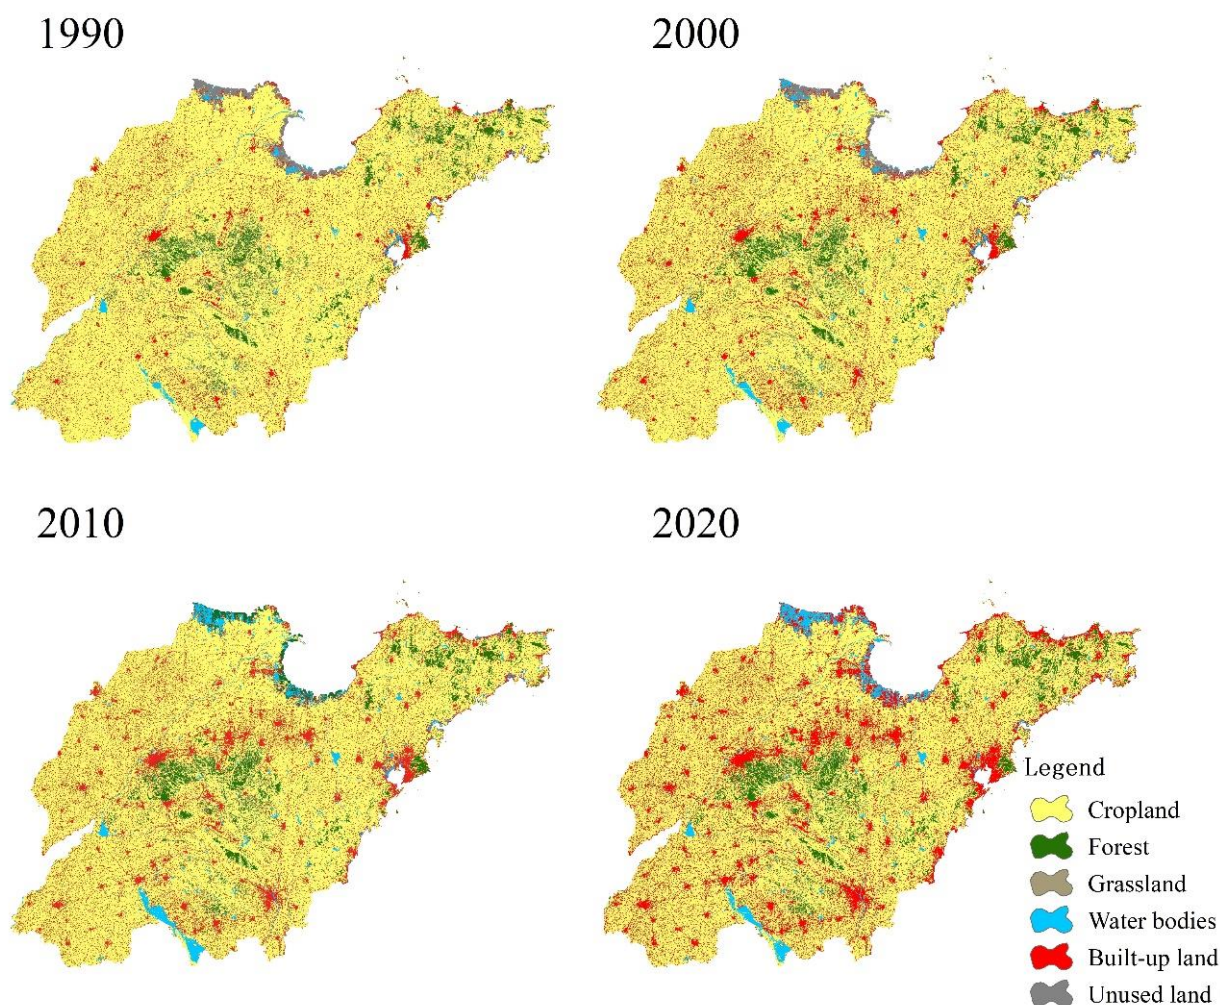 1990
2000
2010
2020
Legend
Cropland
Forest
Grassland
Water bodies
Built-up land
Unused land